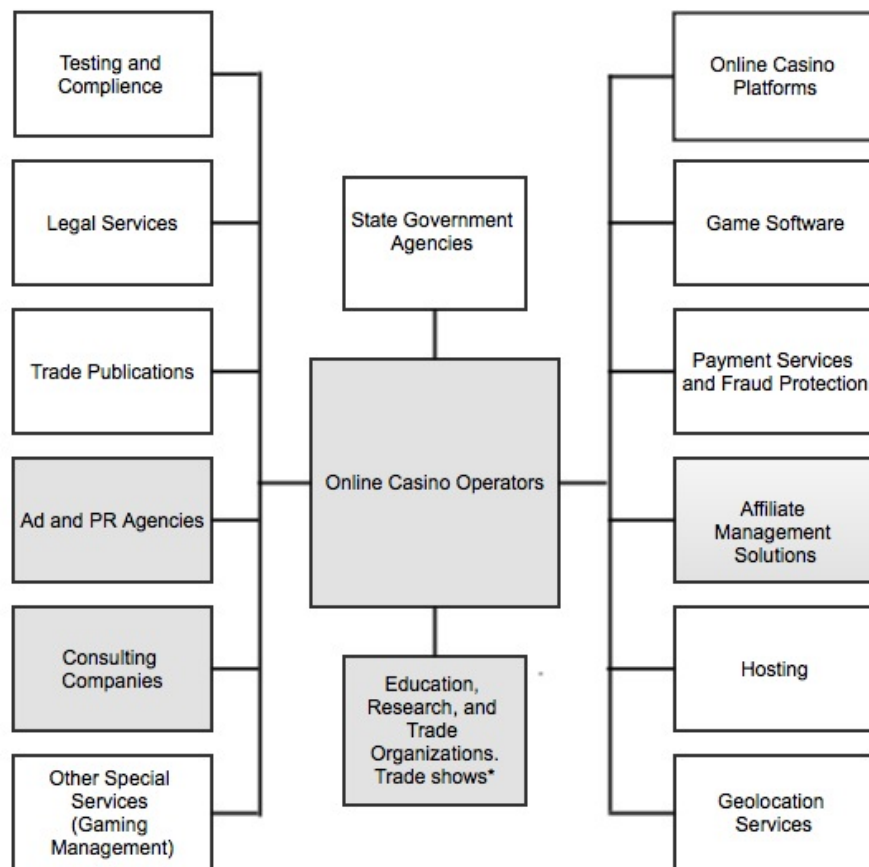 Testing and
Complience
Legal Services
Trade Publications
Ad and PR Agencies
Consulting
Companies
Other Special
Services
(Gaming
Management)
State Government
Agencies
Online Casino Operators
Education,
Research, and
Trade
Organizations.
Trade shows*
Online Casino
Platforms
Game Software
Payment Services
and Fraud Protection
Affiliate
Management
Solutions
Hosting
Geolocation
Services